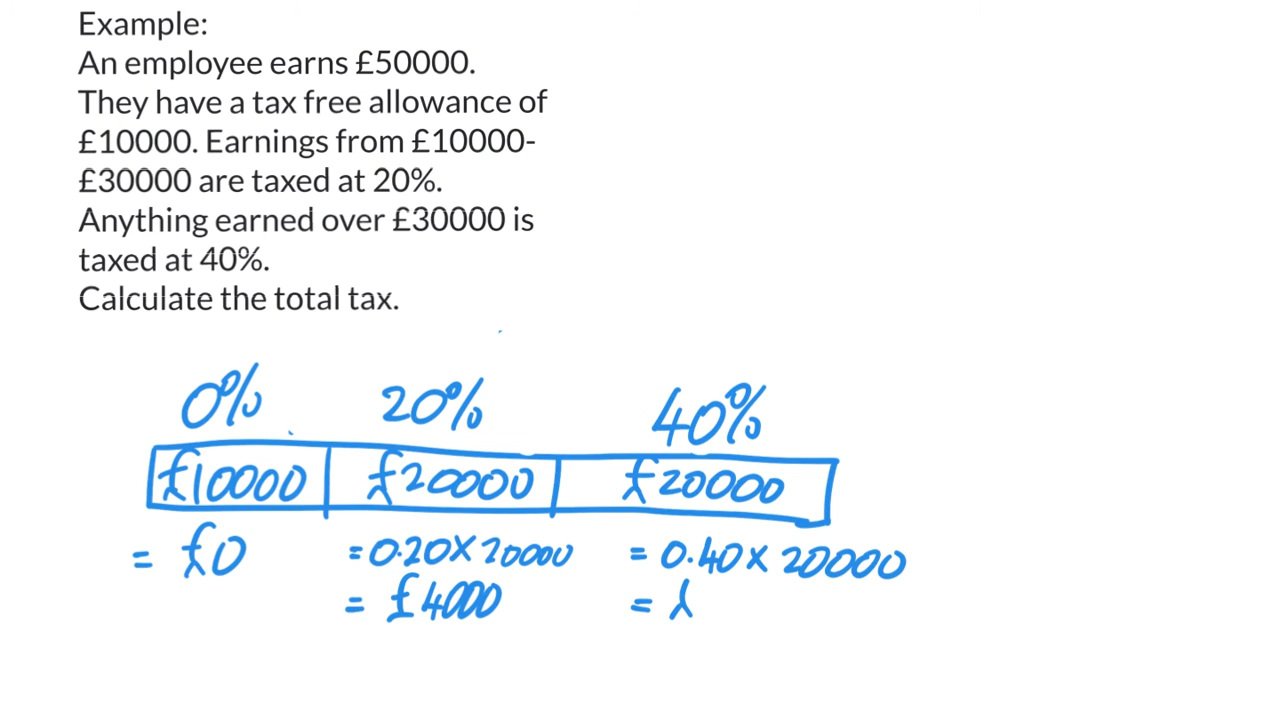 Example:
An employee earns £50000.
They have a tax free allowance of
£10000. Earnings from £10000-
£30000 are taxed at 20%.
Anything earned over £30000 is
taxed at 40%.
Calculate the total tax.
0% 20% 40%
£10000 £20000 £20000
= £0 =0.20×20000 = 0.40×20000
= £4000 =